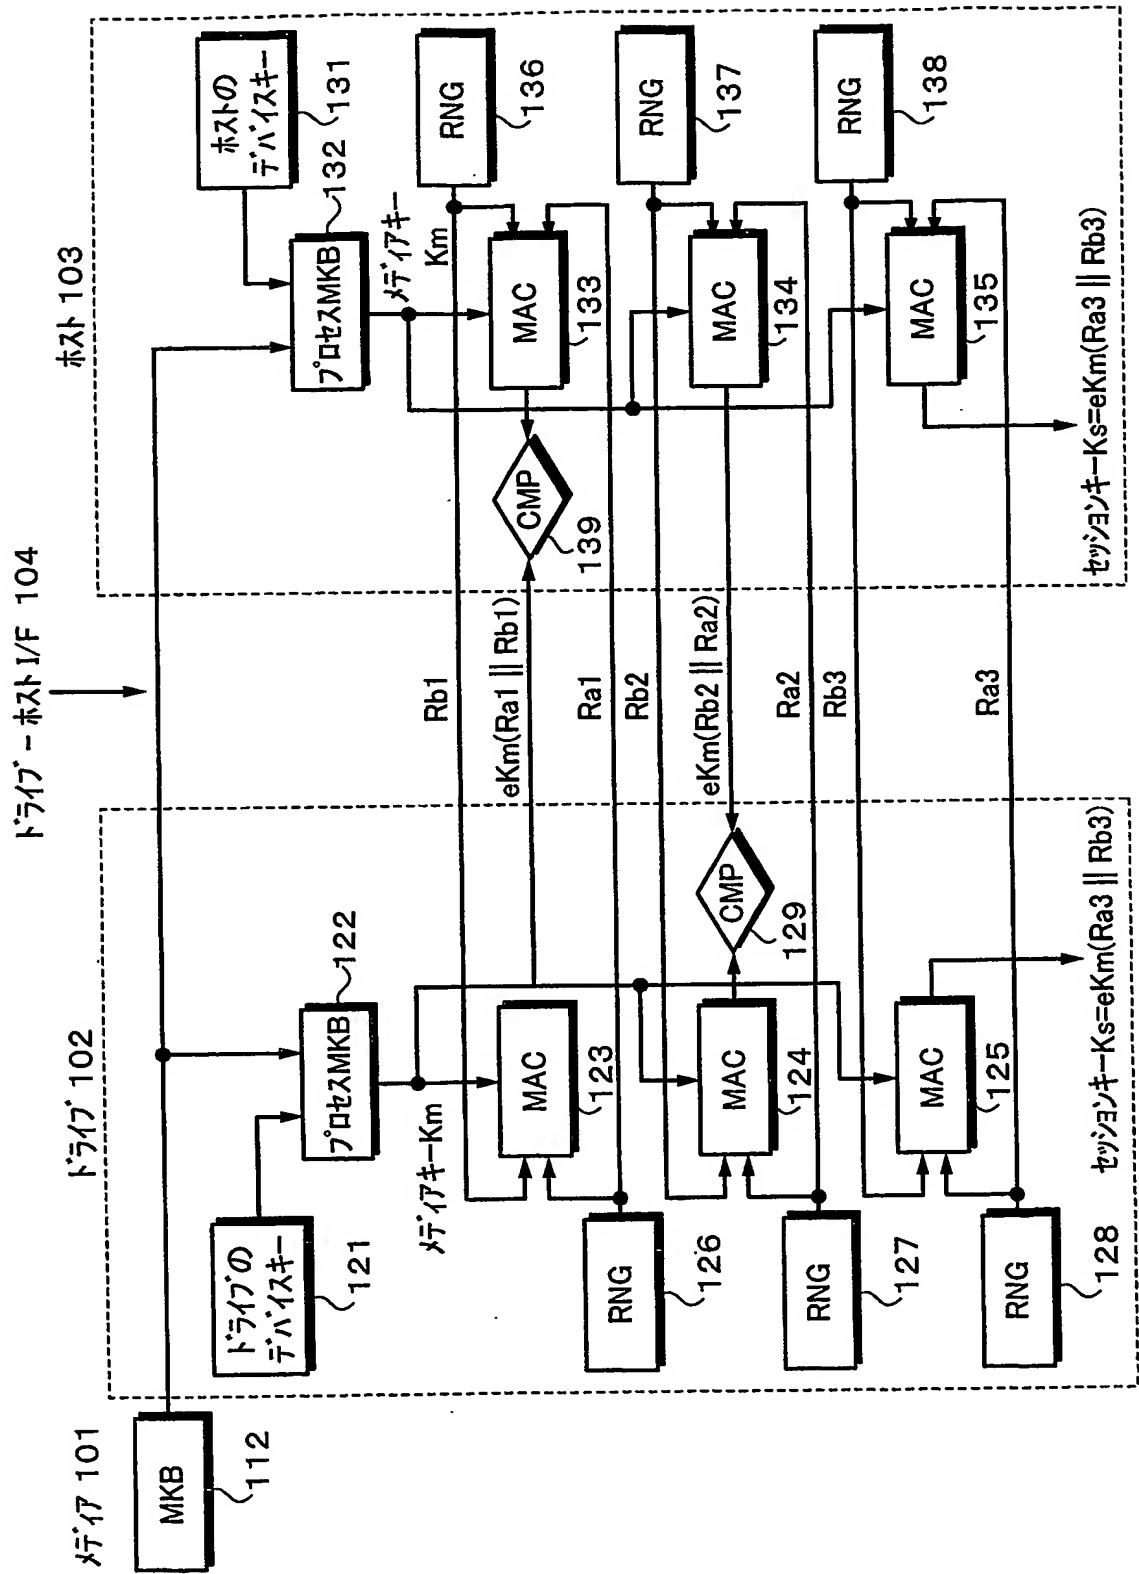 ドライブ-ホスト I/F 104
メディア 101
ドライブ 102
ホスト 103
MKB
112
ドライブの
デバイスキー
121
プロセスMKB
122
メディアキーKm
ホストの
デバイスキー
131
プロセスMKB
132
メディアキー
Km
MAC
123
RNG
126
Rb1
eKm(Ra1 || Rb1)
Ra1
CMP
139
MAC
133
RNG
136
MAC
124
RNG
127
CMP
129
Rb2
eKm(Rb2 || Ra2)
Ra2
MAC
134
RNG
137
MAC
125
RNG
128
Rb3
Ra3
MAC
135
RNG
138
セッションキーKs=eKm(Ra3 || Rb3)
セッションキーKs=eKm(Ra3 || Rb3)